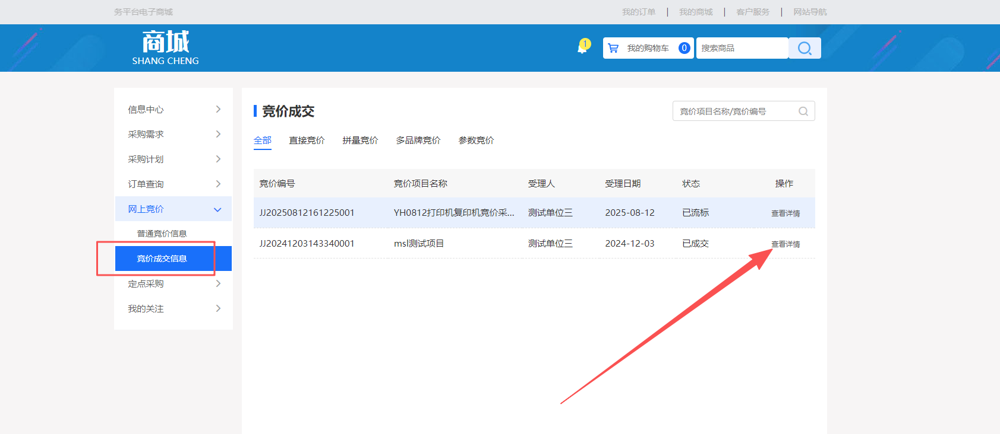 务平台电子商城
我的订单 | 我的商城 | 客户服务 | 网站导航
商城
SHANG CHENG
1
我的购物车 0
搜索商品
信息中心
采购需求
采购计划
订单查询
网上竞价
普通竞价信息
竞价成交信息
定点采购
我的关注
竞价成交
竞价项目名称/竞价编号
全部 直接竞价 拼量竞价 多品牌竞价 参数竞价
竞价编号 竞价项目名称 受理人 受理日期 状态 操作
JJ20250812161225001 YH0812打印机复印机竞价采... 测试单位三 2025-08-12 已流标 查看详情
JJ20241203143340001 msl测试项目 测试单位三 2024-12-03 已成交 查看详情